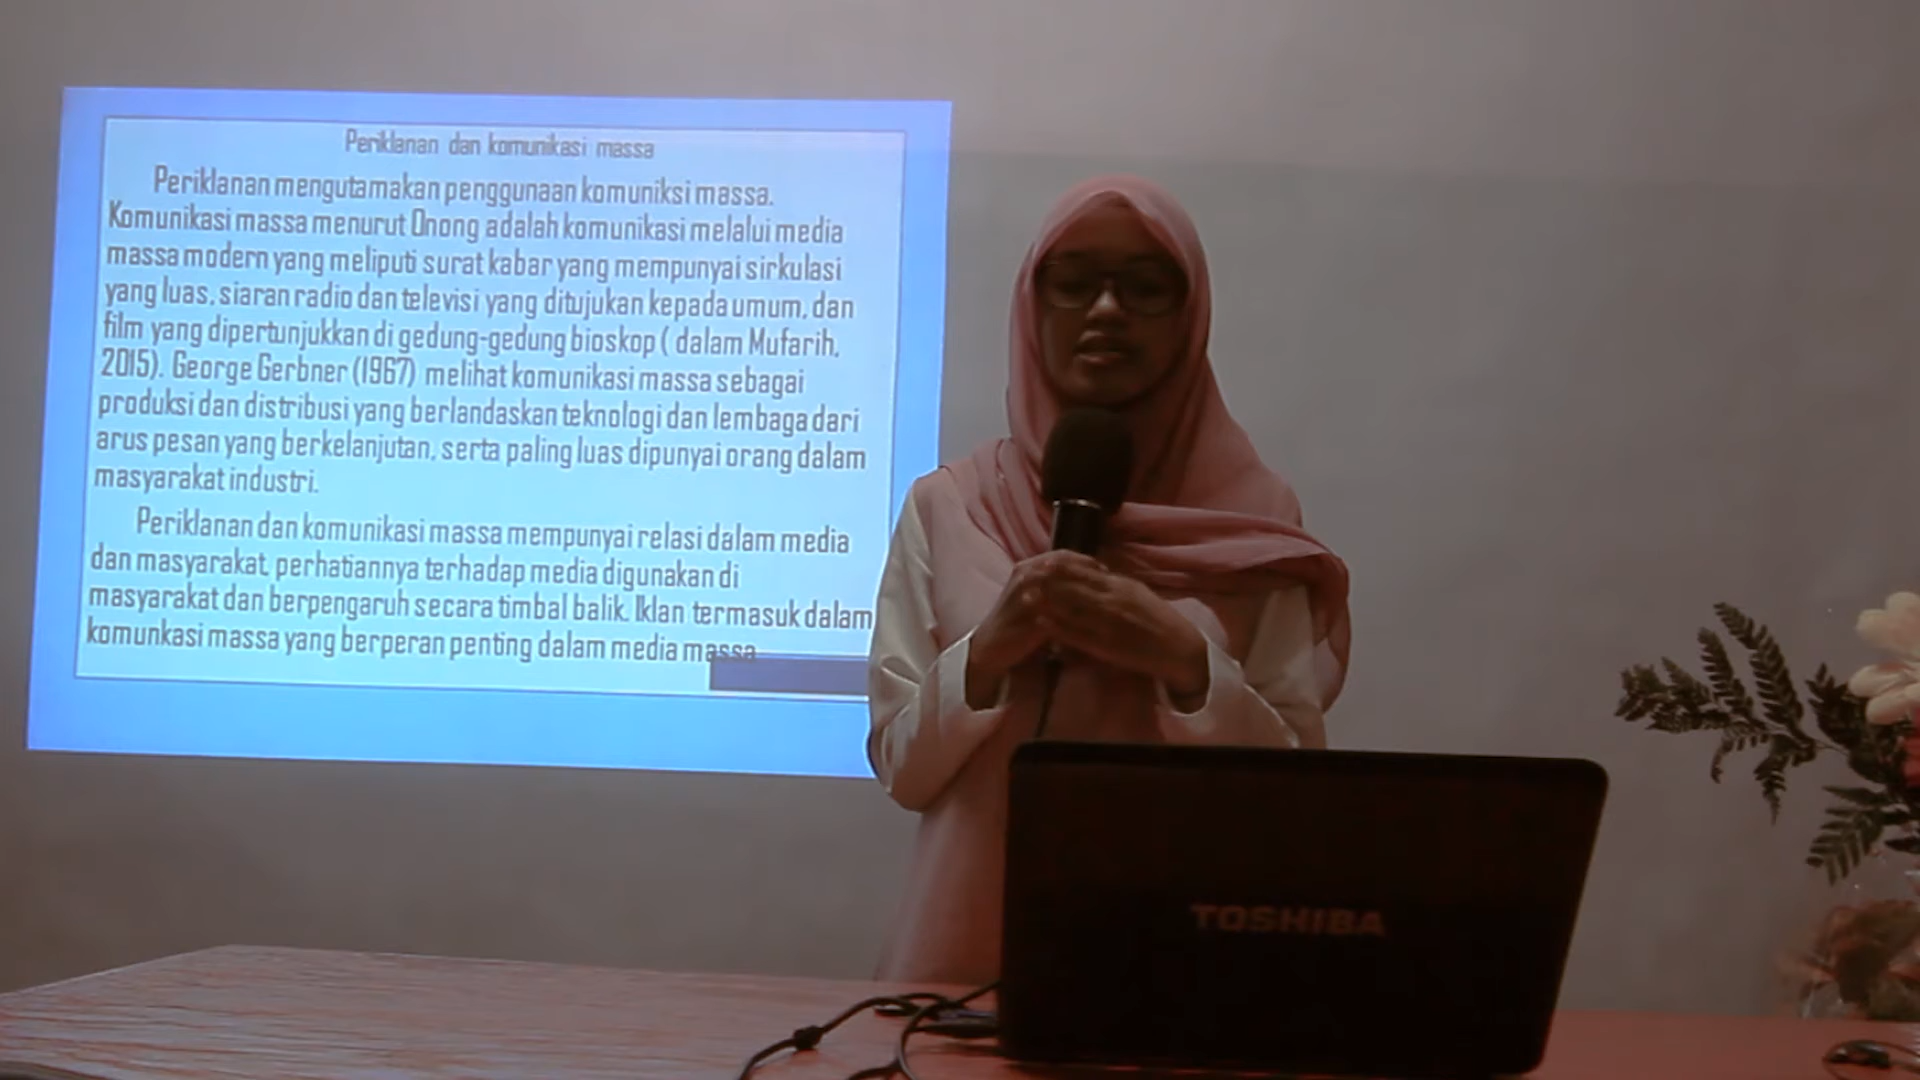 Periklanan dan komunikasi massa
Periklanan mengutamakan penggunaan komuniksi massa.
Komunikasi massa menurut Onong adalah komunikasi melalui media
massa modern yang meliputi surat kabar yang mempunyai sirkulasi
yang luas, siaran radio dan televisi yang ditujukan kepada umum, dan
film yang dipertunjukkan di gedung-gedung bioskop ( dalam Mufarih,
2015). George Gerbner (1967) melihat komunikasi massa sebagai
produksi dan distribusi yang berlandaskan teknologi dan lembaga dari
arus pesan yang berkelanjutan, serta paling luas dipunyai orang dalam
masyarakat industri.
Periklanan dan komunikasi massa mempunyai relasi dalam media
dan masyarakat, perhatiannya terhadap media digunakan di
masyarakat dan berpengaruh secara timbal balik. Iklan termasuk dalam
komunkasi massa yang berperan penting dalam media massa
TOSHIBA